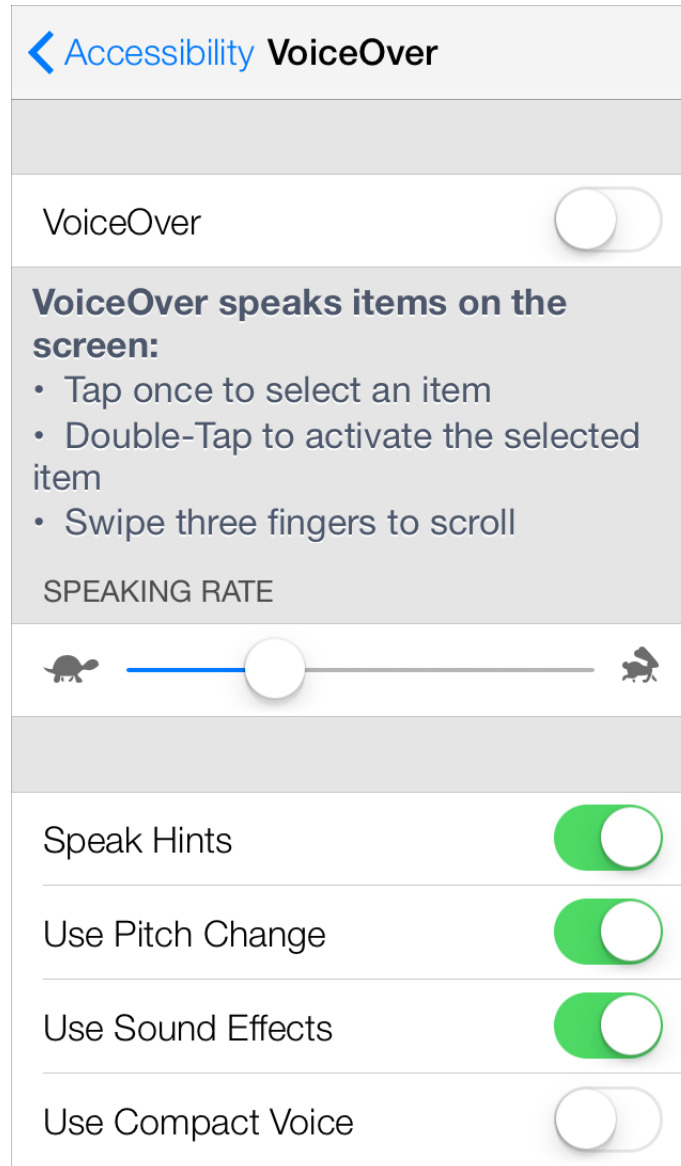 Accessibility VoiceOver
VoiceOver
VoiceOver speaks items on the
screen:
• Tap once to select an item
• Double-Tap to activate the selected
item
• Swipe three fingers to scroll
SPEAKING RATE
Speak Hints
Use Pitch Change
Use Sound Effects
Use Compact Voice